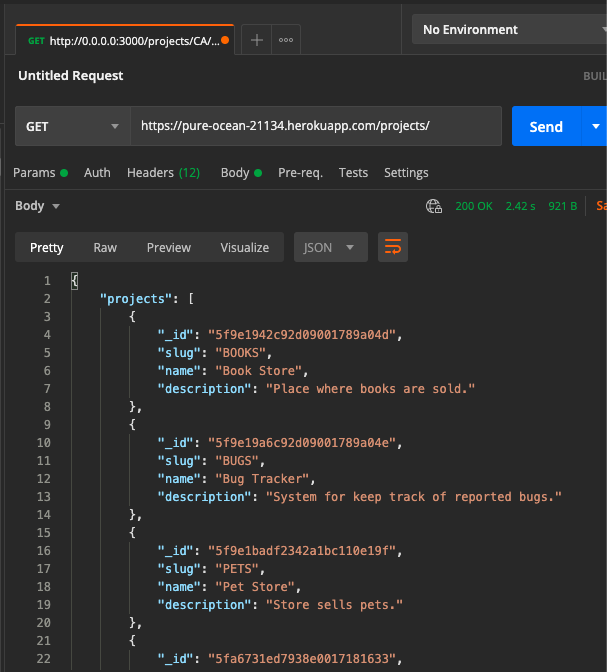 GET http://0.0.0.0:3000/projects/CA/...
No Environment
Untitled Request
BUIL
GET https://pure-ocean-21134.herokuapp.com/projects/ Send
Params Auth Headers (12) Body Pre-req. Tests Settings
Body 200 OK 2.42 s 921 B Sa
Pretty Raw Preview Visualize JSON
1 {
2 "projects": [
3 {
4 "_id": "5f9e1942c92d09001789a04d",
5 "slug": "BOOKS",
6 "name": "Book Store",
7 "description": "Place where books are sold."
8 },
9 {
10 "_id": "5f9e19a6c92d09001789a04e",
11 "slug": "BUGS",
12 "name": "Bug Tracker",
13 "description": "System for keep track of reported bugs."
14 },
15 {
16 "_id": "5f9e1badf2342a1bc110e19f",
17 "slug": "PETS",
18 "name": "Pet Store",
19 "description": "Store sells pets."
20 },
21 {
22 "_id": "5fa6731ed7938e0017181633",